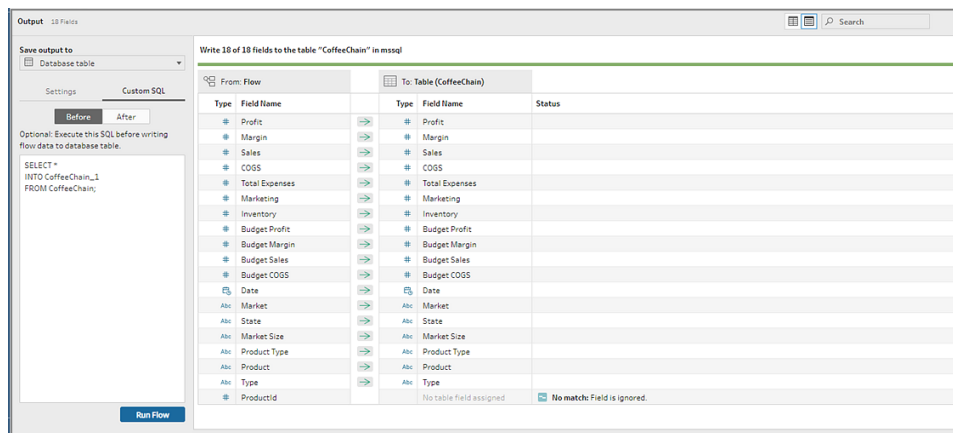 Output 18 Fields
Search
Save output to
Database table
Settings Custom SQL
Before After
Optional: Execute this SQL before writing
flow data to database table.
SELECT *
INTO CoffeeChain_1
FROM CoffeeChain;
Run Flow
Write 18 of 18 fields to the table "CoffeeChain" in mssql
From: Flow To: Table (CoffeeChain)
Type Field Name Type Field Name Status
# Profit → # Profit
# Margin → # Margin
# Sales → # Sales
# COGS → # COGS
# Total Expenses → # Total Expenses
# Marketing → # Marketing
# Inventory → # Inventory
# Budget Profit → # Budget Profit
# Budget Margin → # Budget Margin
# Budget Sales → # Budget Sales
# Budget COGS → # Budget COGS
Date → Date
Abc Market → Abc Market
Abc State → Abc State
Abc Market Size → Abc Market Size
Abc Product Type → Abc Product Type
Abc Product → Abc Product
Abc Type → Abc Type
# ProductId No table field assigned No match: Field is ignored.